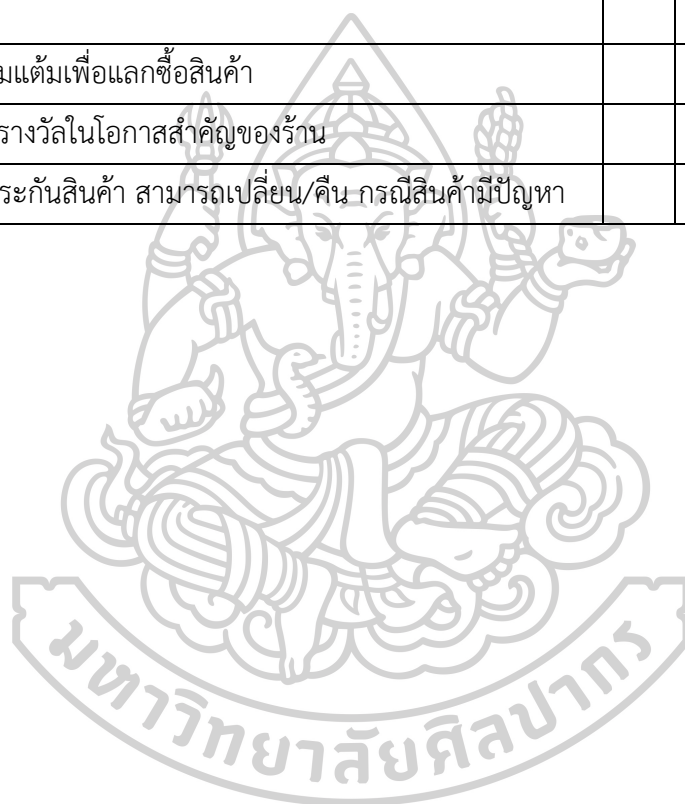 มแต้มเพื่อแลกซื้อสินค้า
รางวัลในโอกาสสำคัญของร้าน
ระกันสินค้า สามารถเปลี่ยน/คืน กรณีสินค้ามีปัญหา
มหาวิทยาลัยศิลปากร